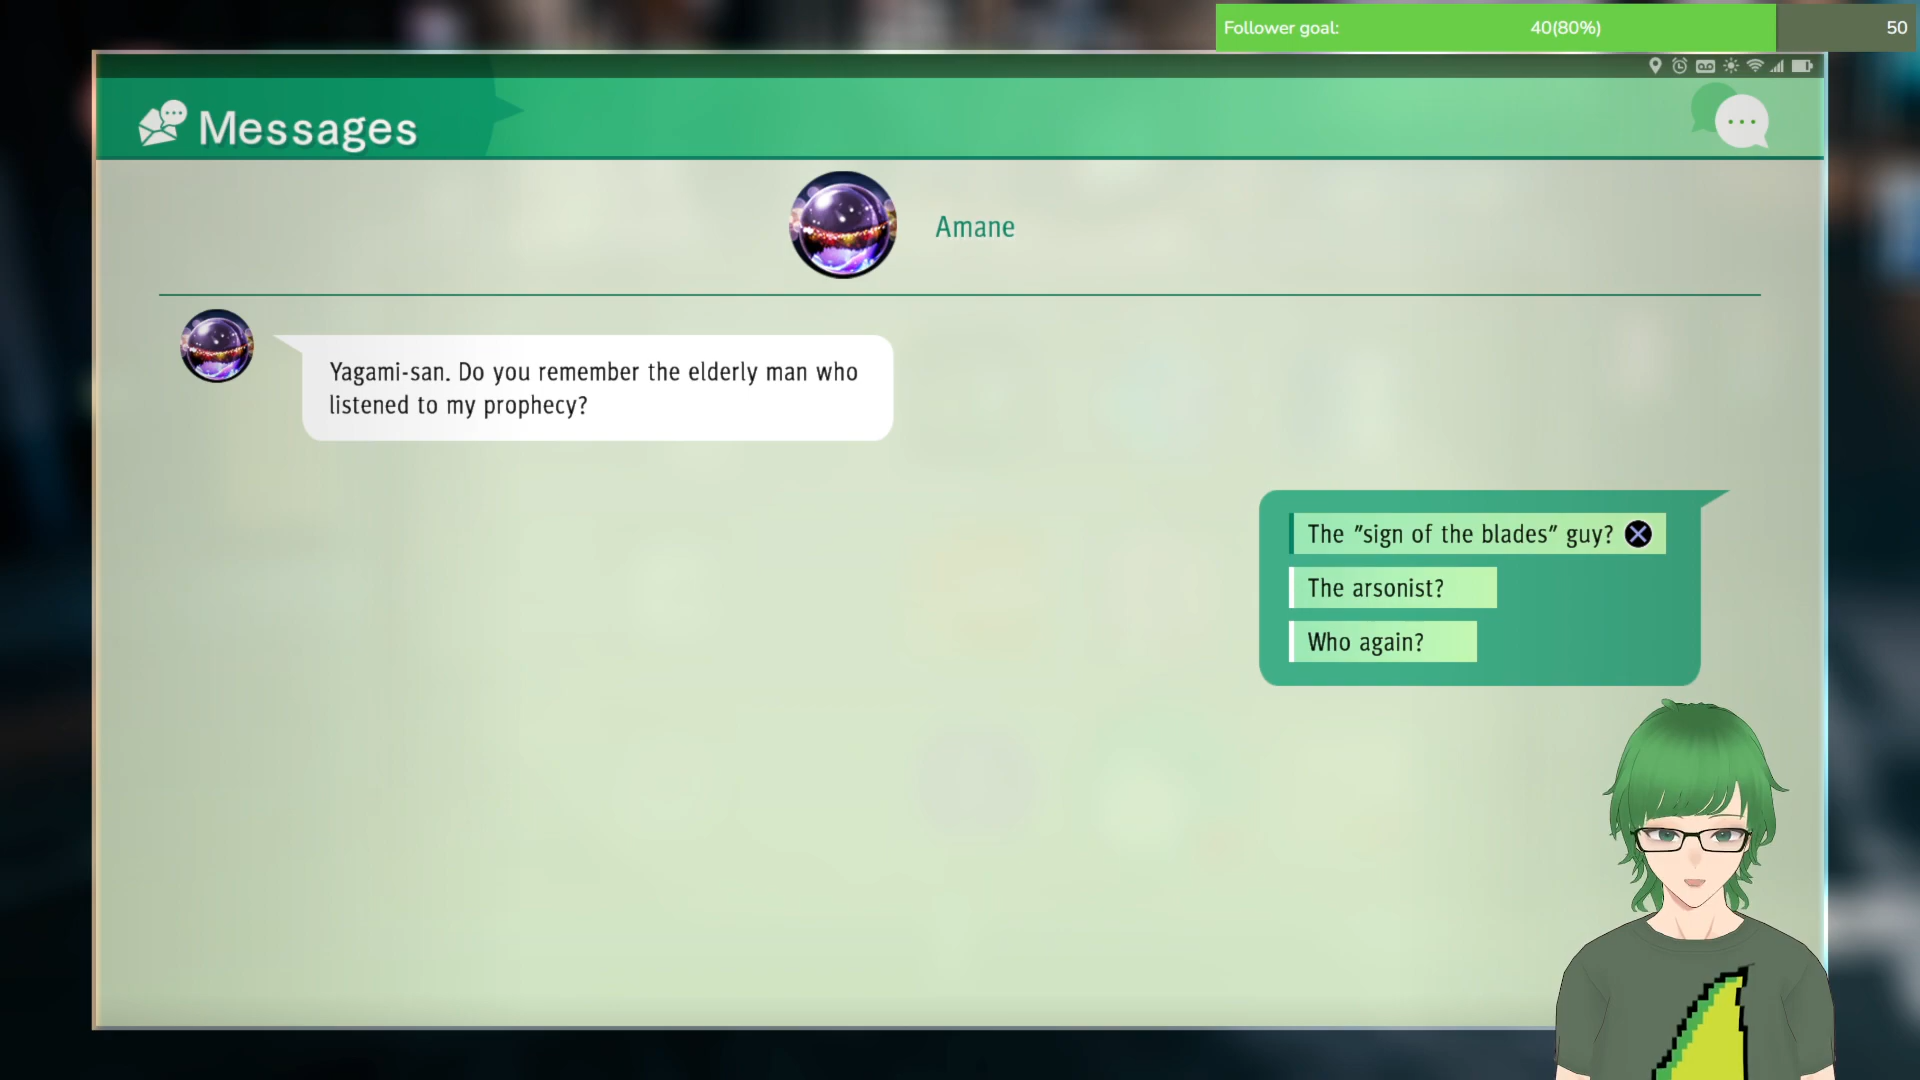 Follower goal: 40(80%) 50
Messages
Amane
Yagami-san. Do you remember the elderly man who
listened to my prophecy?
The "sign of the blades" guy?
The arsonist?
Who again?